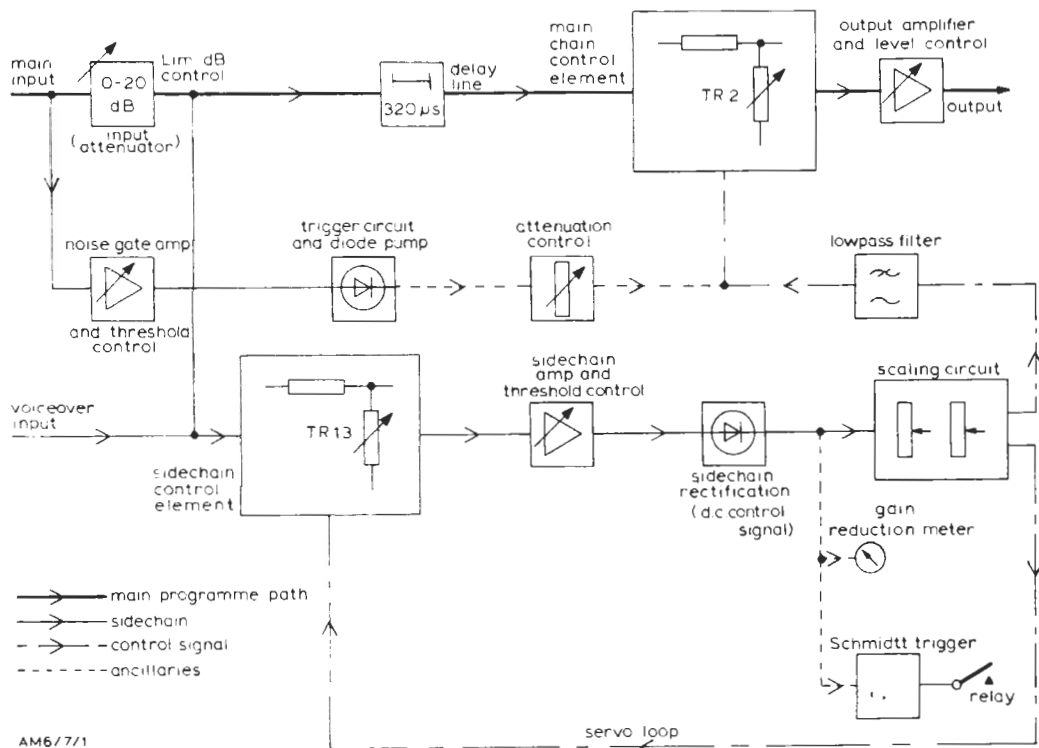 main
input
0-20
dB
input
(attenuator)
Lim dB
control
320 µs
delay
line
main
chain
control
element
TR2
output amplifier
and level control
output
noise gate amp
and threshold
control
trigger circuit
and diode pump
attenuation
control
lowpass filter
voiceover
input
sidechain
control
element
TR13
sidechain
amp and
threshold control
sidechain
rectification
(d.c control
signal)
scaling circuit
gain
reduction meter
main programme path
sidechain
control signal
ancillaries
Schmidtt trigger
relay
servo loop
AM6/7/1